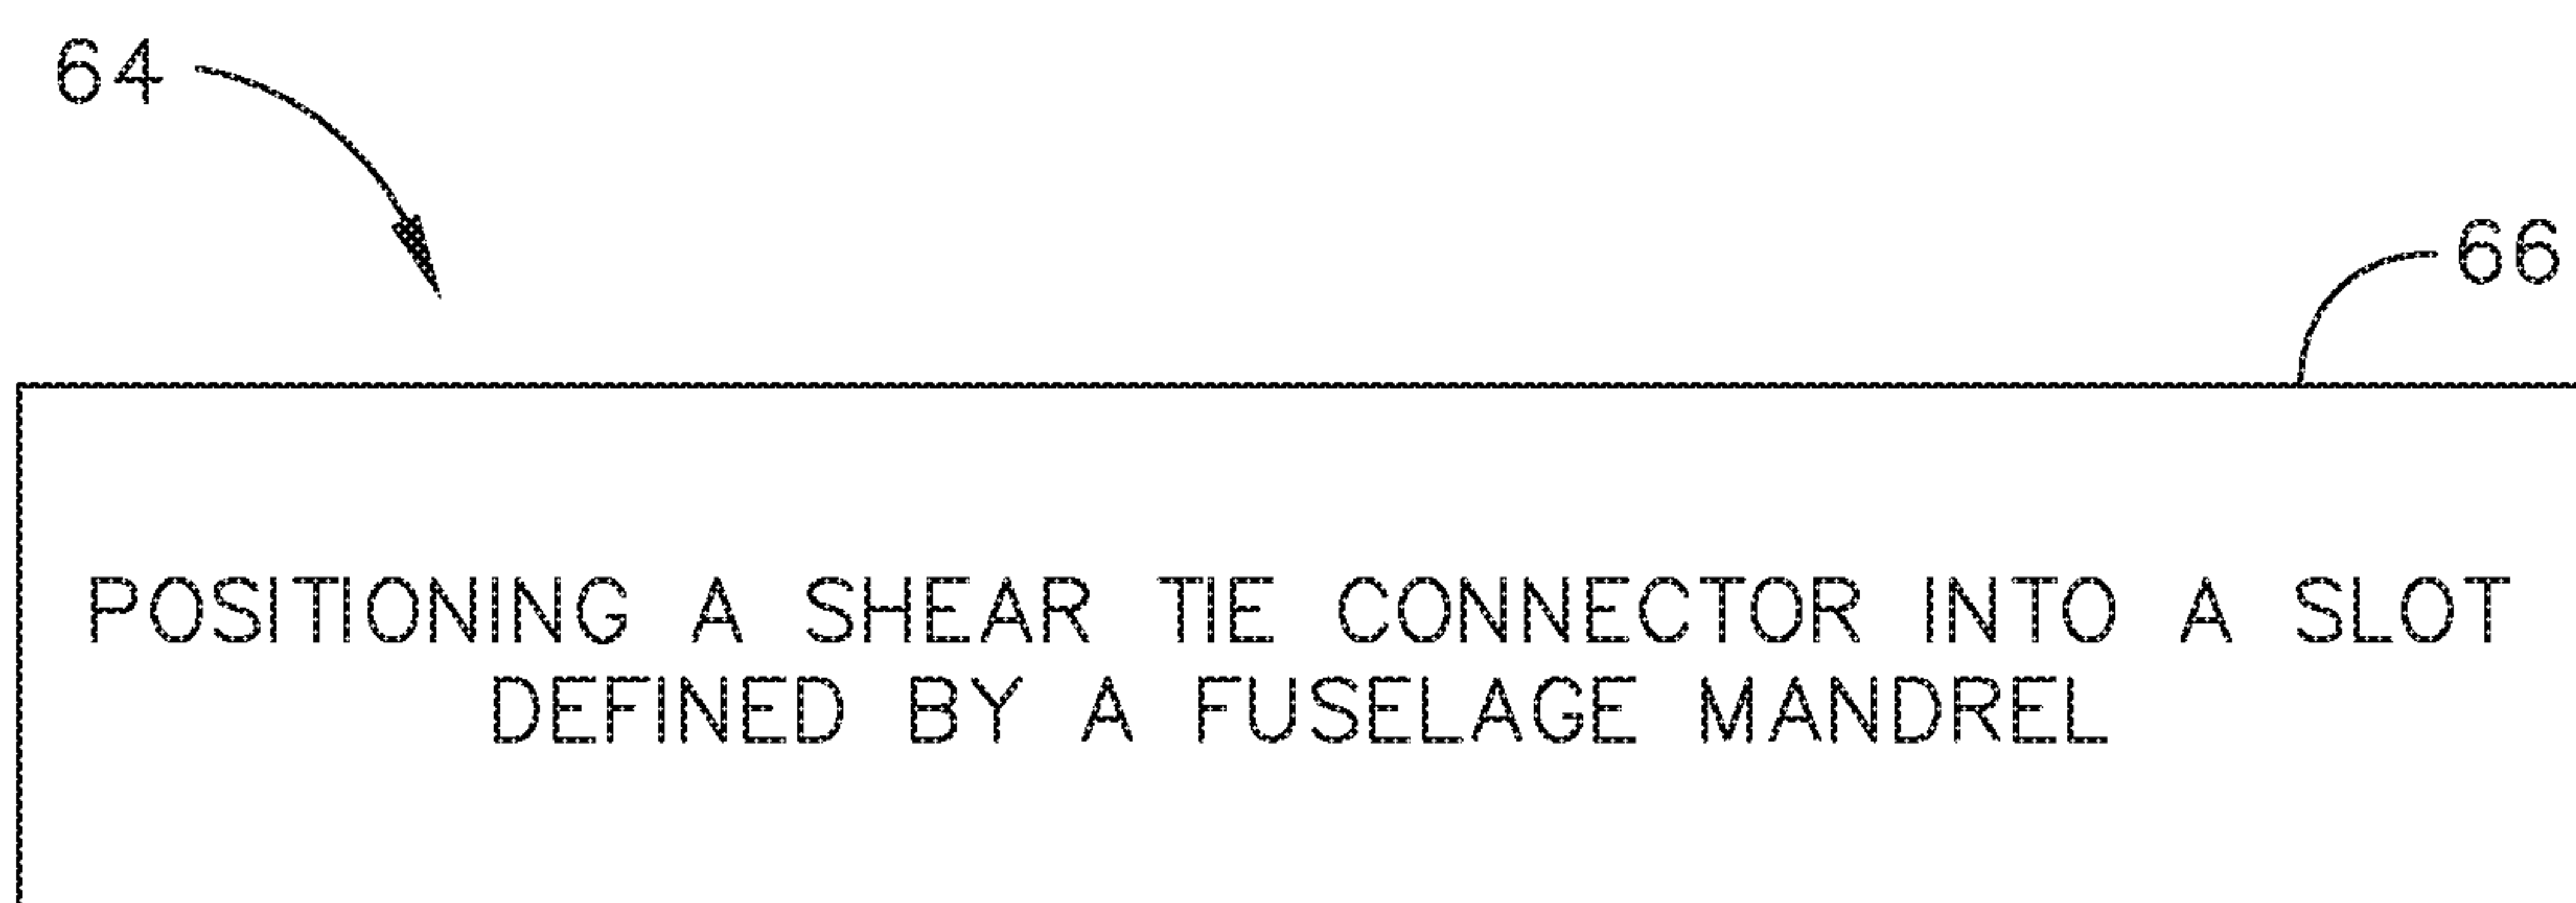 64
66
POSITIONING A SHEAR TIE CONNECTOR INTO A SLOT
DEFINED BY A FUSELAGE MANDREL